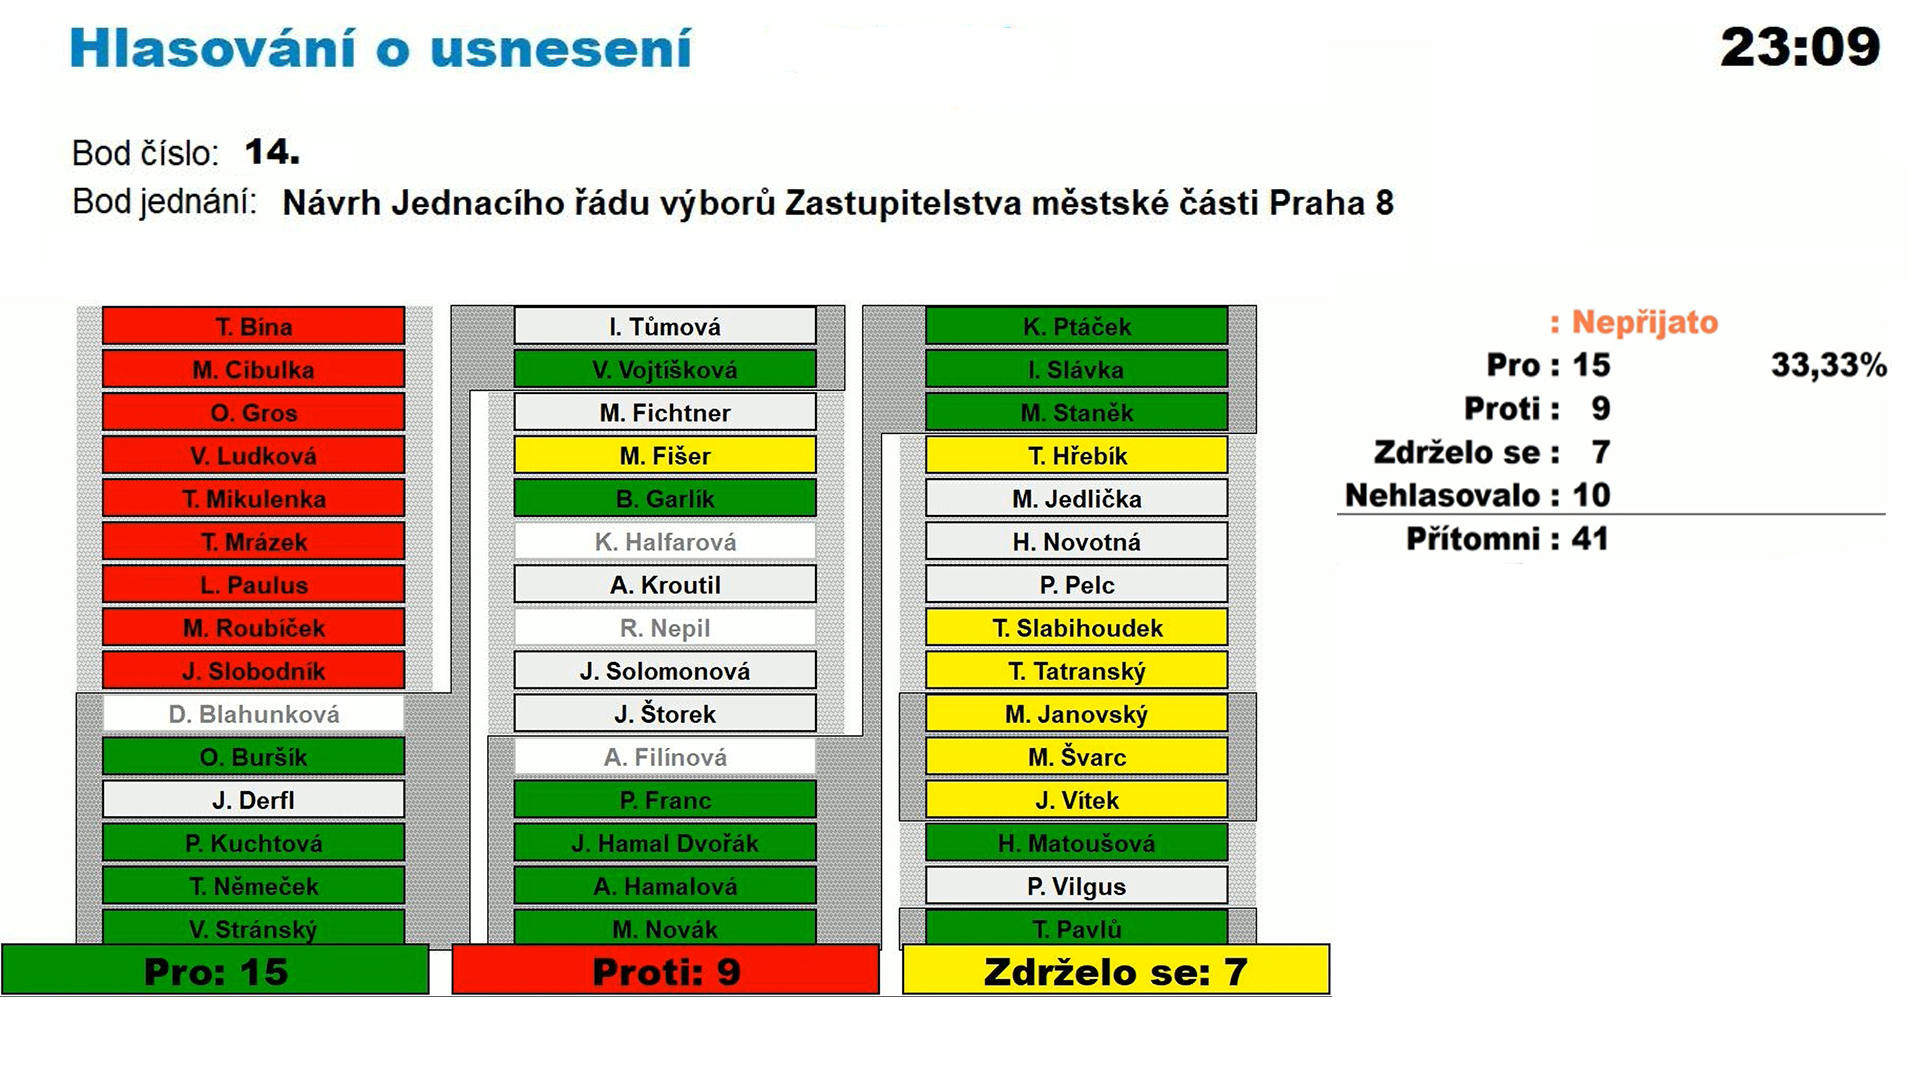 Hlasování o usnesení
23:09
Bod číslo: 14.
Bod jednání: Návrh Jednacího řádu výborů Zastupitelstva městské části Praha 8
T. Bína
M. Cibulka
O. Gros
V. Ludková
T. Mikulenka
T. Mrázek
L. Paulus
M. Roubíček
J. Slobodník
D. Blahunková
O. Buršík
J. Derfl
P. Kuchtová
T. Němeček
V. Stránský
I. Tůmová
V. Vojtíšková
M. Fichtner
M. Fišer
B. Garlík
K. Halfarová
A. Kroutil
R. Nepil
J. Solomonová
J. Štorek
A. Filínová
P. Franc
J. Hamal Dvořák
A. Hamalová
M. Novák
K. Ptáček
I. Slávka
M. Staněk
T. Hřebík
M. Jedlička
H. Novotná
P. Pelc
T. Slabihoudek
T. Tatranský
M. Janovský
M. Švarc
J. Vítek
H. Matoušová
P. Vilgus
T. Pavlů
: Nepřijato
Pro : 15 33,33%
Proti : 9
Zdrželo se : 7
Nehlasovalo : 10
Přítomni : 41
Pro: 15
Proti: 9
Zdrželo se: 7